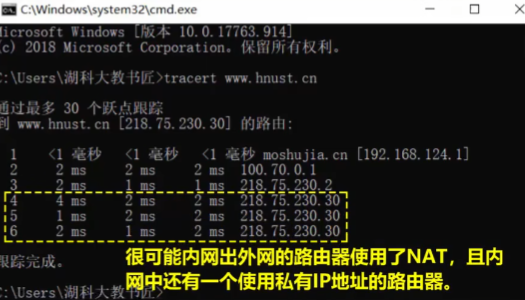 C:\Windows\system32\cmd.exe
Microsoft Windows [版本 10.0.17763.914]
(c) 2018 Microsoft Corporation。保留所有权利。
C:\Users\湖科大教书匠>tracert www.hnust.cn
通过最多 30 个跃点跟踪
到 www.hnust.cn [218.75.230.30] 的路由:
1 <1 毫秒 <1 毫秒 <1 毫秒 moshujia.cn [192.168.124.1]
2 2 ms 2 ms 2 ms 100.70.0.1
3 2 ms 1 ms 1 ms 218.75.230.2
4 4 ms 2 ms 2 ms 218.75.230.30
5 1 ms 2 ms 2 ms 218.75.230.30
6 2 ms 1 ms 2 ms 218.75.230.30
跟踪完成。
很可能内网出外网的路由器使用了NAT，且内
网中还有一个使用私有IP地址的路由器。
C:\Users\湖科大教书匠>